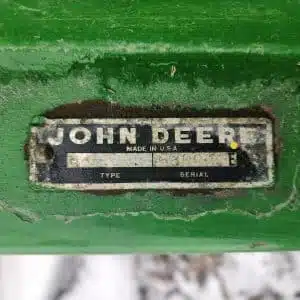 JOHN DEERE
MADE IN U.S.A
TYPE SERIAL